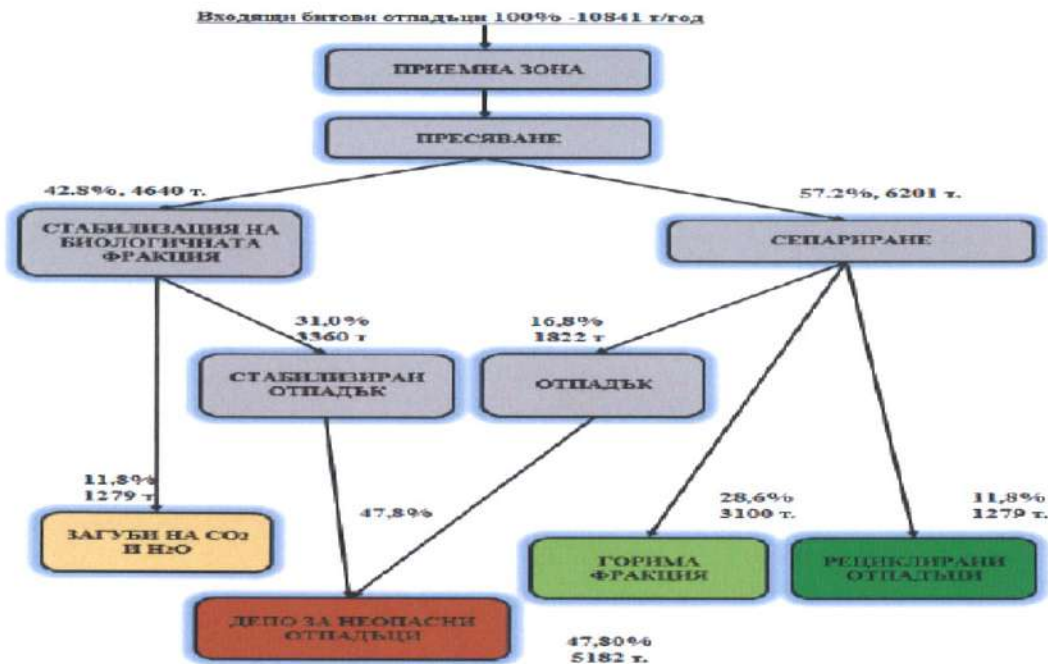 Входящи битови отпадъци 100% -10841 т/год
ПРИЕМНА ЗОНА
ПРЕСЯВАНЕ
42.8%, 4640 т.
57.2%, 6201 т.
СТАБИЛИЗАЦИЯ НА
БИОЛОГИЧНАТА
ФРАКЦИЯ
СЕПАРИРАНЕ
31,0%
3360 т
16,8%
1822 т
СТАБИЛИЗИРАН
ОТПАДЪК
ОТПАДЪК
11,8%
1279 т
47,8%
28,6%
3100 т.
11,8%
1279 т.
ЗАГУБИ НА CO2
И H2O
ГОРИМА
ФРАКЦИЯ
РЕЦИКЛИРАНИ
ОТПАДЪЦИ
ДЕПО ЗА НЕОПАСНИ
ОТПАДЪЦИ
47,80%
5182 т.